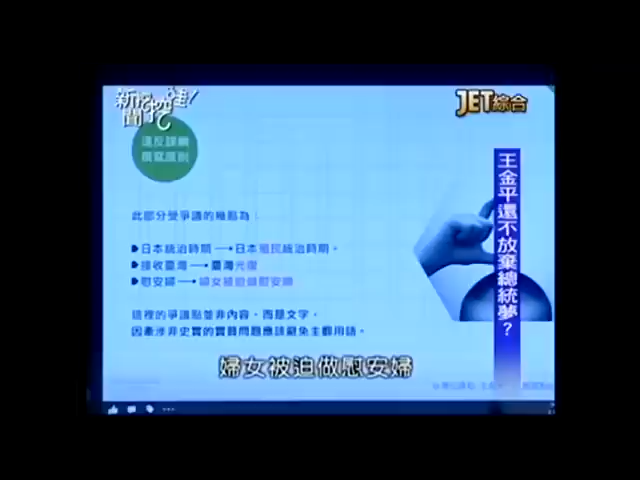 新聞挖挖哇!
JET綜合
違反課綱
撰寫原則
王金平還不放棄總統夢?
此部分受爭議的幾點為:
日本統治時期→日本殖民統治時期。
接收臺灣→臺灣光復
慰安婦→婦女被迫做慰安婦
這裡的爭議點並非內容,而是文字。
因牽涉非史實的實質問題應該避免主觀用語。
婦女被迫做慰安婦